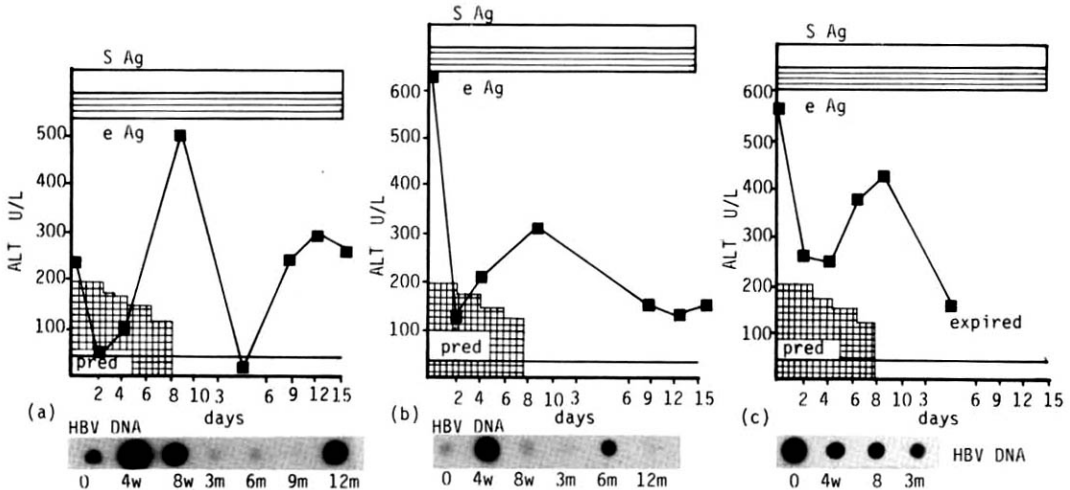 S Ag
e Ag
500
400
300
200
100
ALT U/L
pred
2 4 6 8 10 3 6 9 12 15
days
(a)
HBV DNA
0 4w 8w 3m 6m 9m 12m
S Ag
e Ag
600
500
400
300
200
100
ALT U/L
pred
2 4 6 8 10 3 6 9 12 15
days
(b)
HBV DNA
0 4w 8w 3m 6m 12m
S Ag
e Ag
600
500
400
300
200
100
ALT U/L
pred
expired
2 4 6 8 10 3 6 9 12 15
days
(c)
HBV DNA
0 4w 8 3m